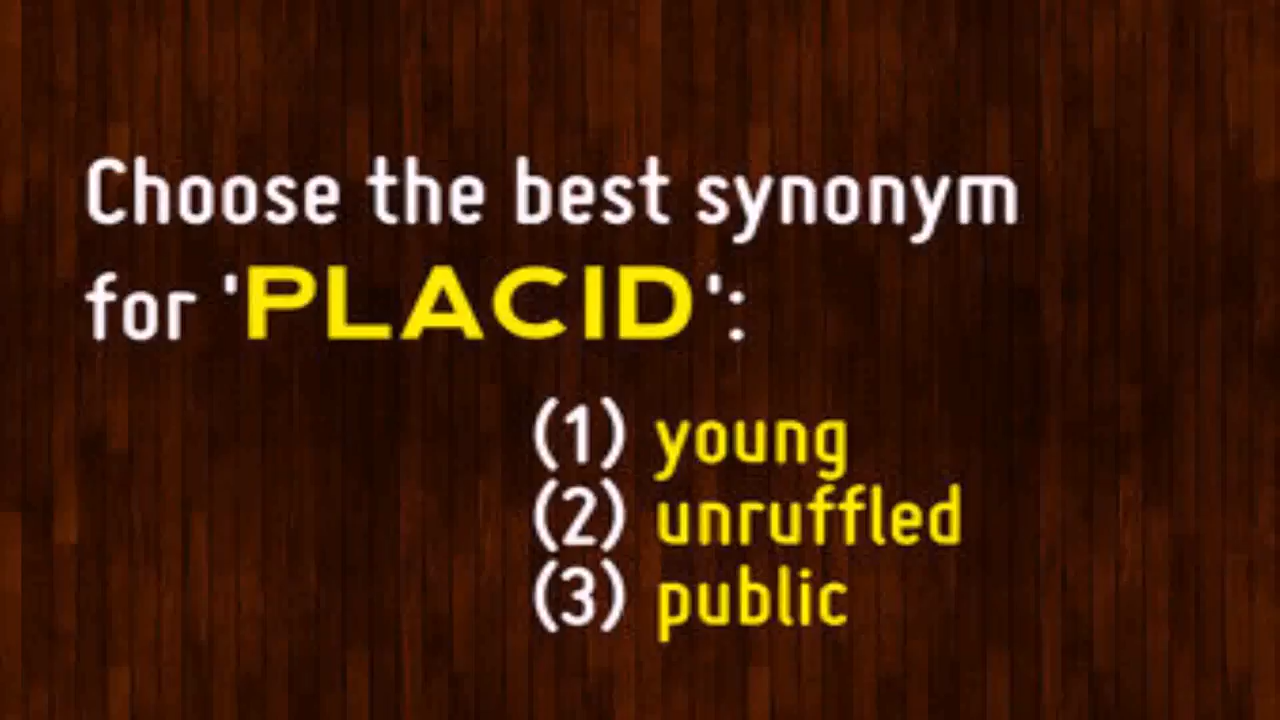 Choose the best synonym
for 'PLACID':
(1) young
(2) unruffled
(3) public